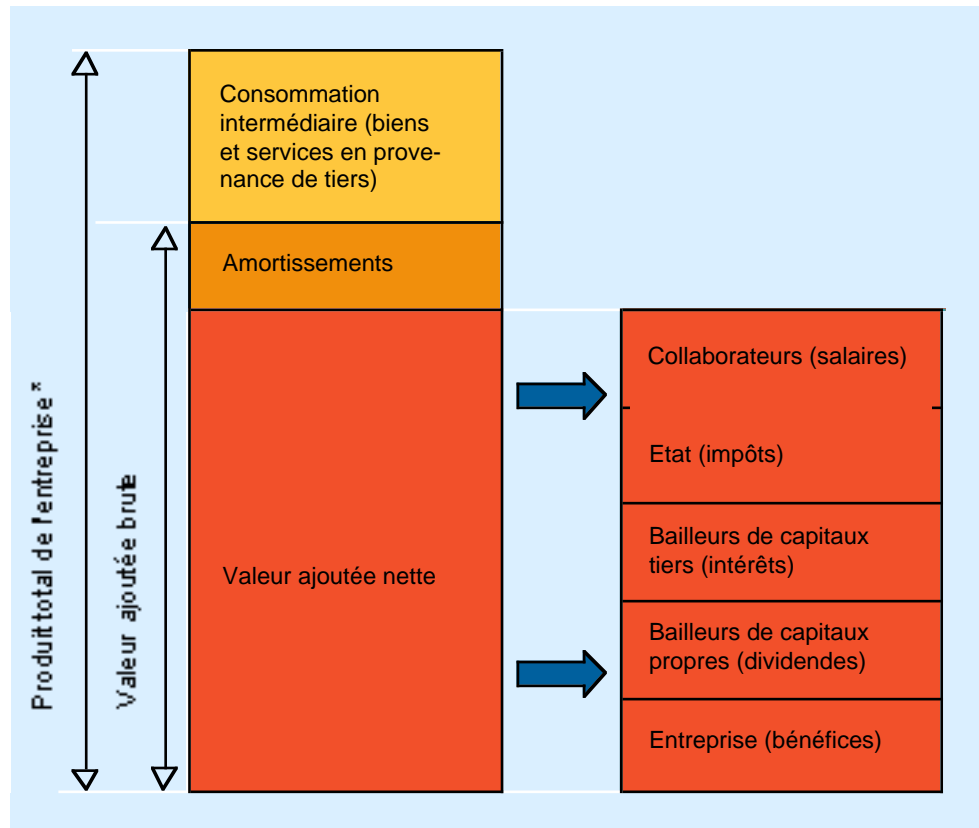 Consommation
intermédiaire (biens
et services en prove-
nance de tiers)
Amortissements
Valeur ajoutée nette
Produit total de l'entreprise*
Valeur ajoutée brute
Collaborateurs (salaires)
Etat (impôts)
Bailleurs de capitaux
tiers (intérêts)
Bailleurs de capitaux
propres (dividendes)
Entreprise (bénéfices)